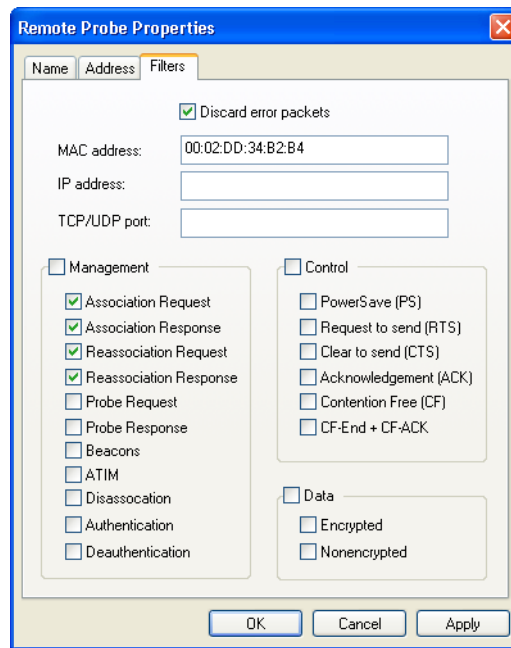 Remote Probe Properties
Name Address Filters
Discard error packets
MAC address: 00:02:DD:34:B2:B4
IP address:
TCP/UDP port:
Management
Association Request
Association Response
Reassociation Request
Reassociation Response
Probe Request
Probe Response
Beacons
ATIM
Disassocation
Authentication
Deauthentication
Control
PowerSave (PS)
Request to send (RTS)
Clear to send (CTS)
Acknowledgement (ACK)
Contention Free (CF)
CF-End + CF-ACK
Data
Encrypted
Nonencrypted
OK Cancel Apply